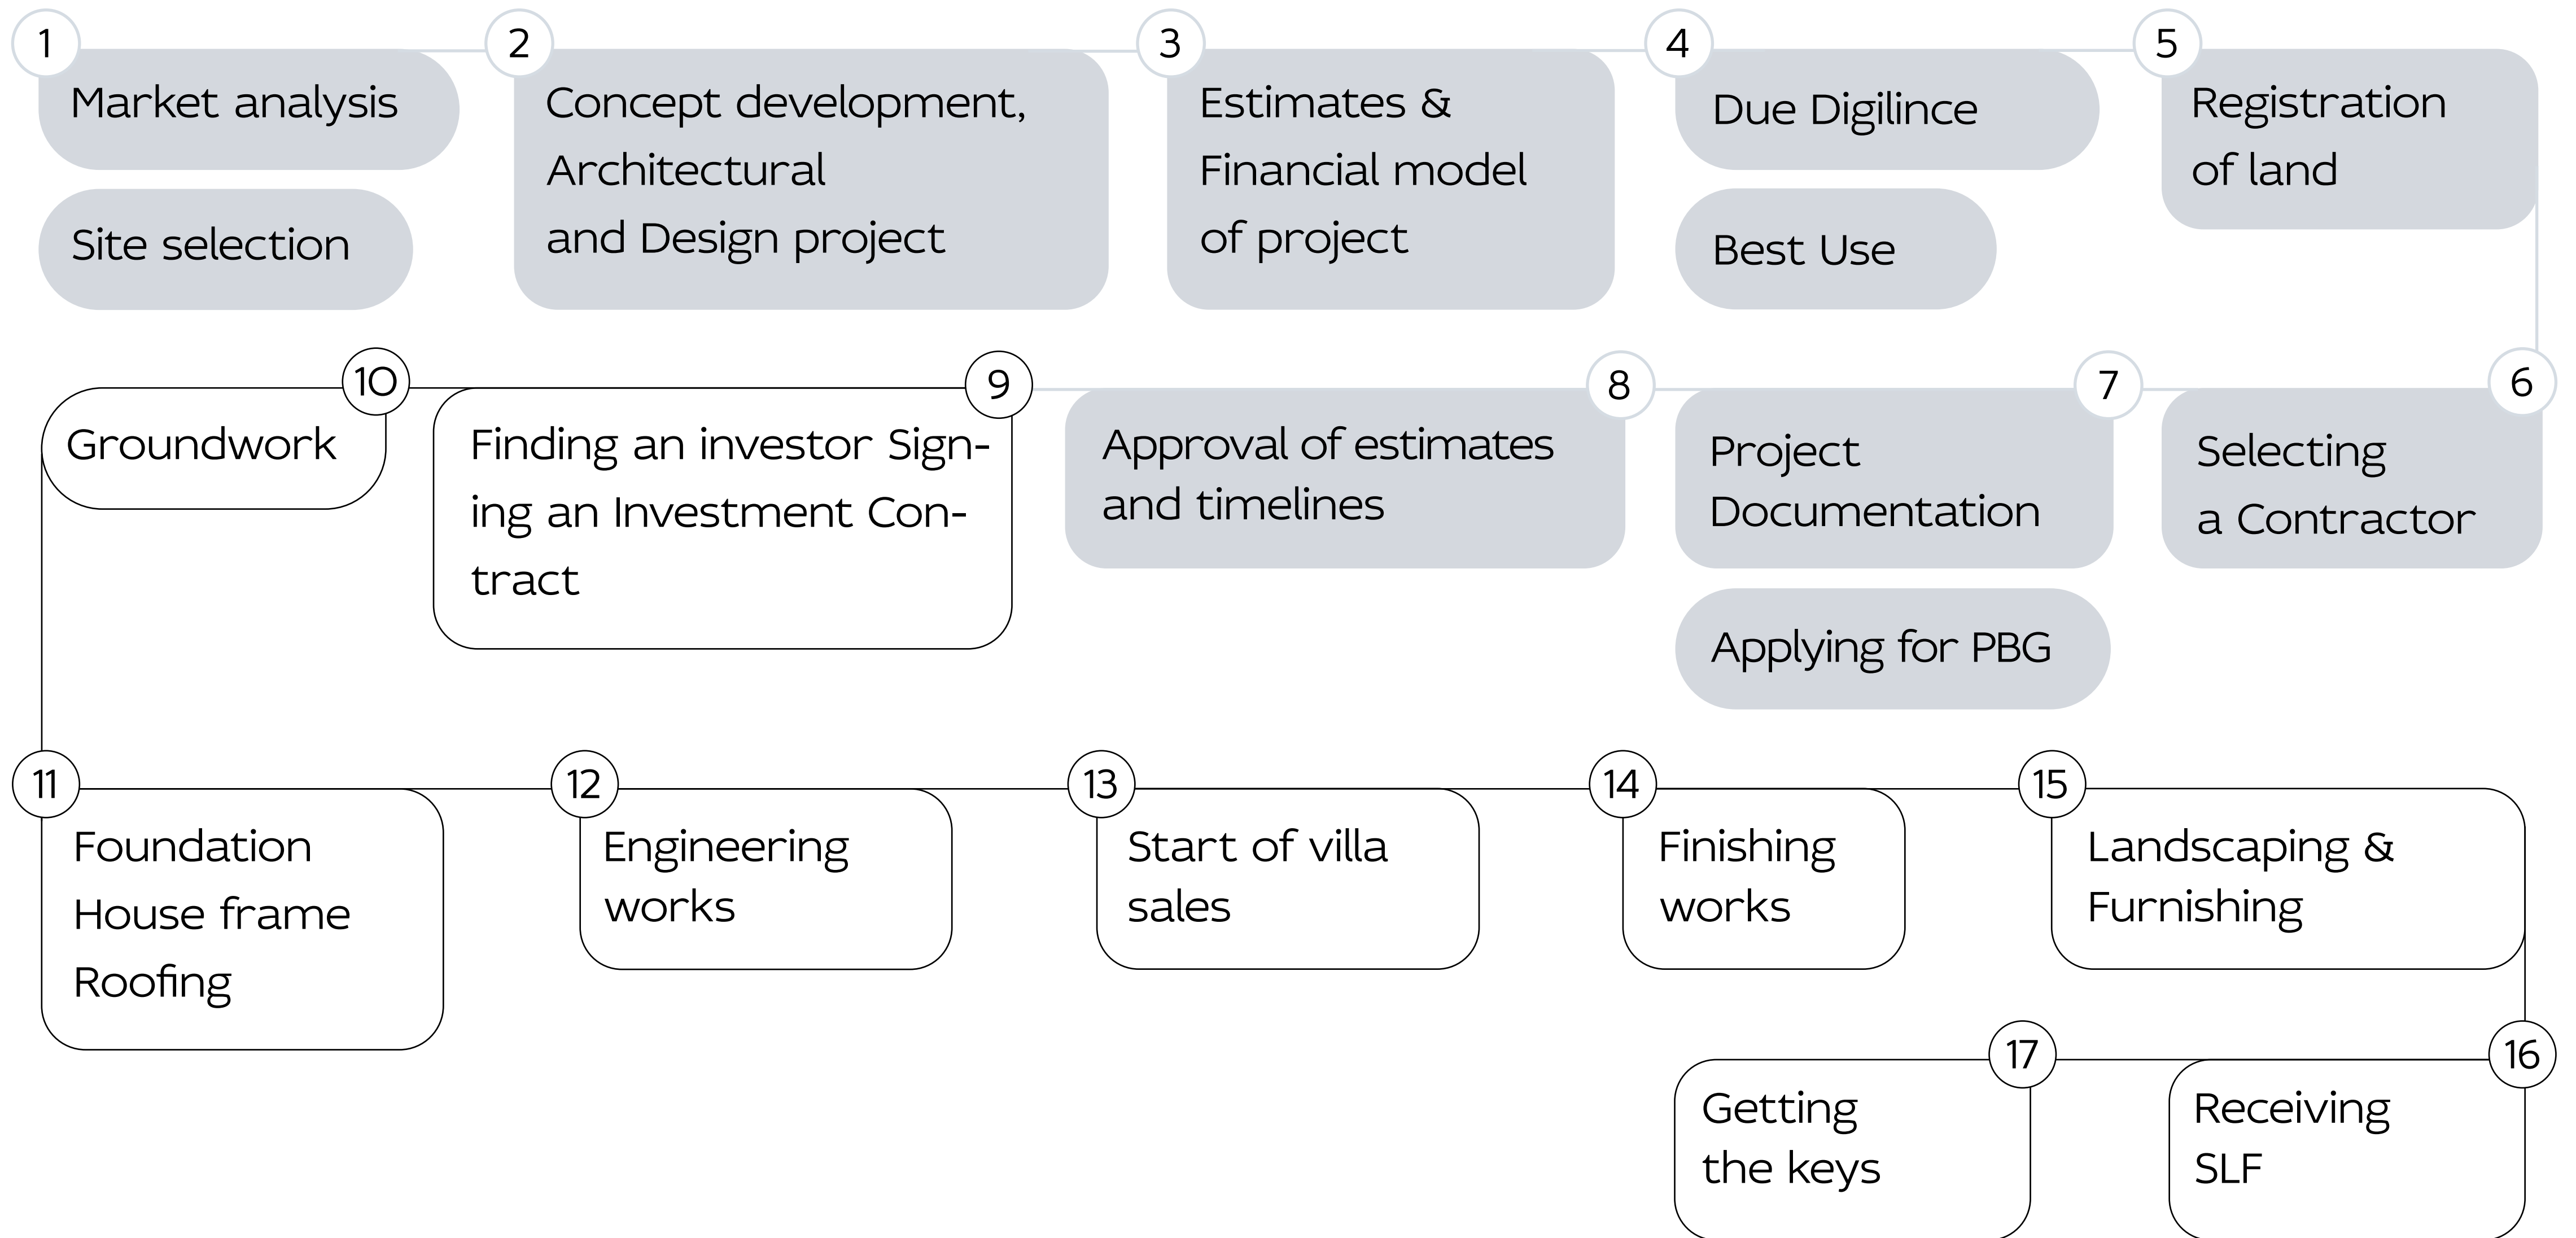 1
Market analysis
Site selection
2
Concept development,
Architectural
and Design project
3
Estimates &
Financial model
of project
4
Due Digilince
Best Use
5
Registration
of land
6
Selecting
a Contractor
7
Project
Documentation
Applying for PBG
8
Approval of estimates
and timelines
9
Finding an investor Sign-
ing an Investment Con-
tract
10
Groundwork
11
Foundation
House frame
Roofing
12
Engineering
works
13
Start of villa
sales
14
Finishing
works
15
Landscaping &
Furnishing
16
Receiving
SLF
17
Getting
the keys